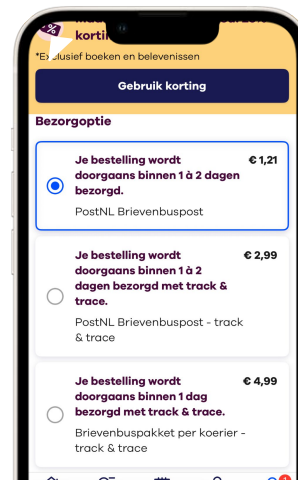 *Exclusief boeken en belevenissen
Gebruik korting
Bezorgoptie
Je bestelling wordt € 1,21
doorgaans binnen 1 à 2 dagen
bezorgd.
PostNL Brievenbuspost
Je bestelling wordt € 2,99
doorgaans binnen 1 à 2
dagen bezorgd met track &
trace.
PostNL Brievenbuspost - track
& trace
Je bestelling wordt € 4,99
doorgaans binnen 1 dag
bezorgd met track & trace.
Brievenbuspakket per koerier -
track & trace